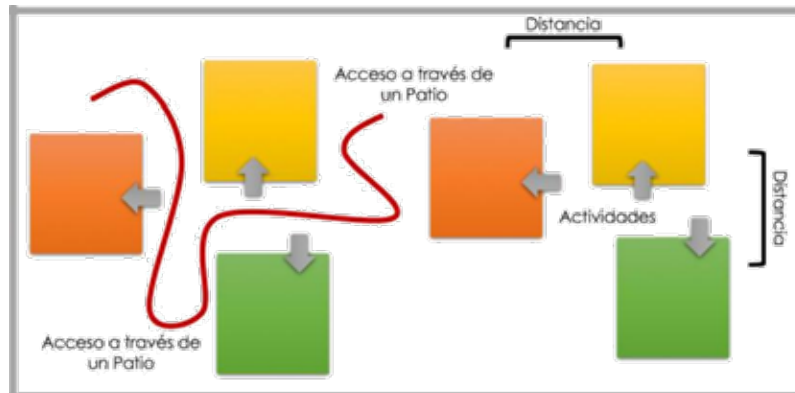 Distancia
Acceso a través de
un Patio
Distancia
Actividades
Acceso a través de
un Patio